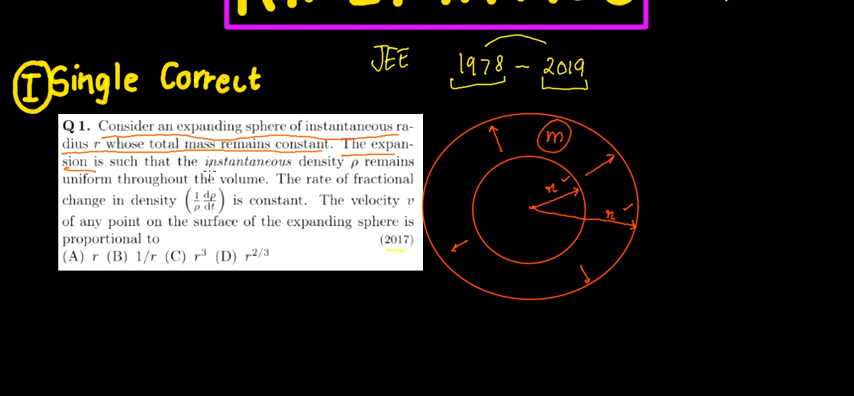 JEE 1978 - 2019
I Single Correct
Q 1. Consider an expanding sphere of instantaneous ra-
dius r whose total mass remains constant. The expan-
sion is such that the instantaneous density ρ remains
uniform throughout the volume. The rate of fractional
change in density (1/ρ dρ/dt) is constant. The velocity v
of any point on the surface of the expanding sphere is
proportional to (2017)
(A) r (B) 1/r (C) r³ (D) r^{2/3}
m
r
r